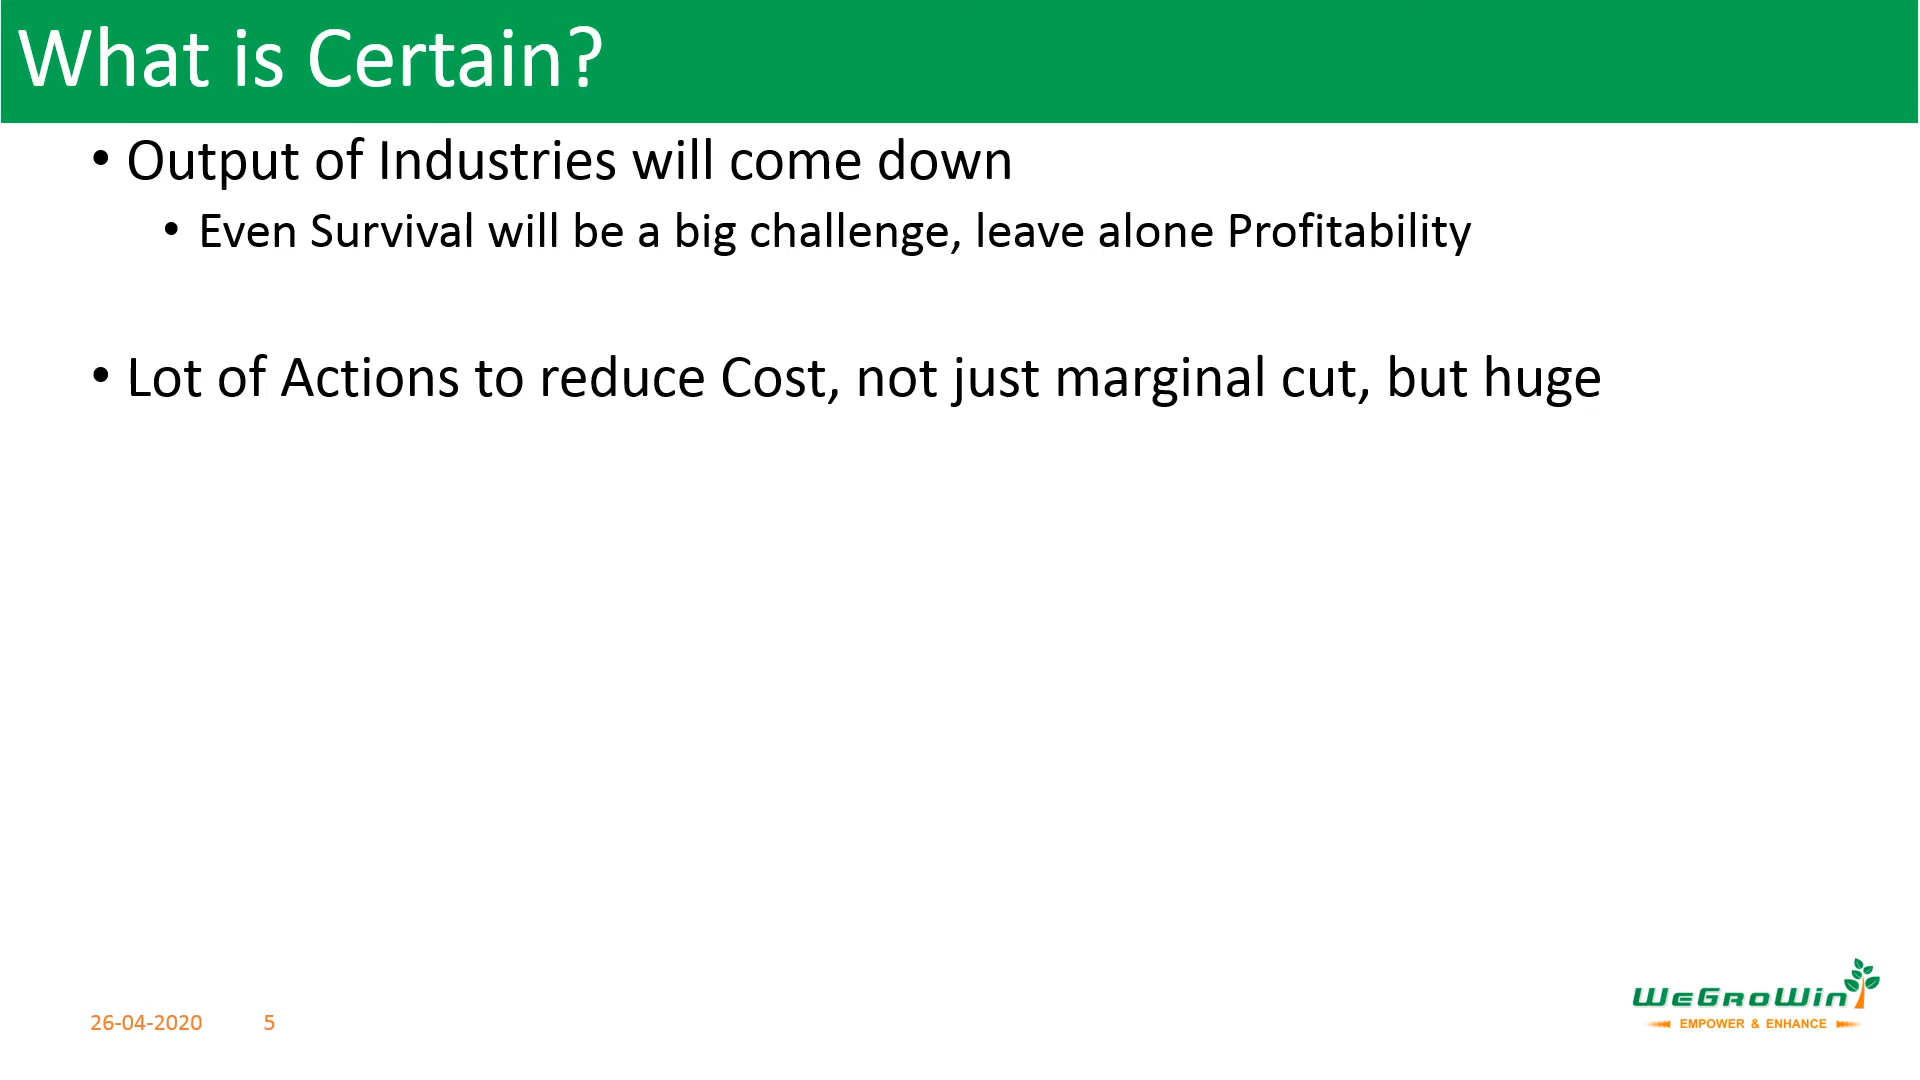 What is Certain?
• Output of Industries will come down
• Even Survival will be a big challenge, leave alone Profitability
• Lot of Actions to reduce Cost, not just marginal cut, but huge
26-04-2020 5
WeGroWin
EMPOWER & ENHANCE